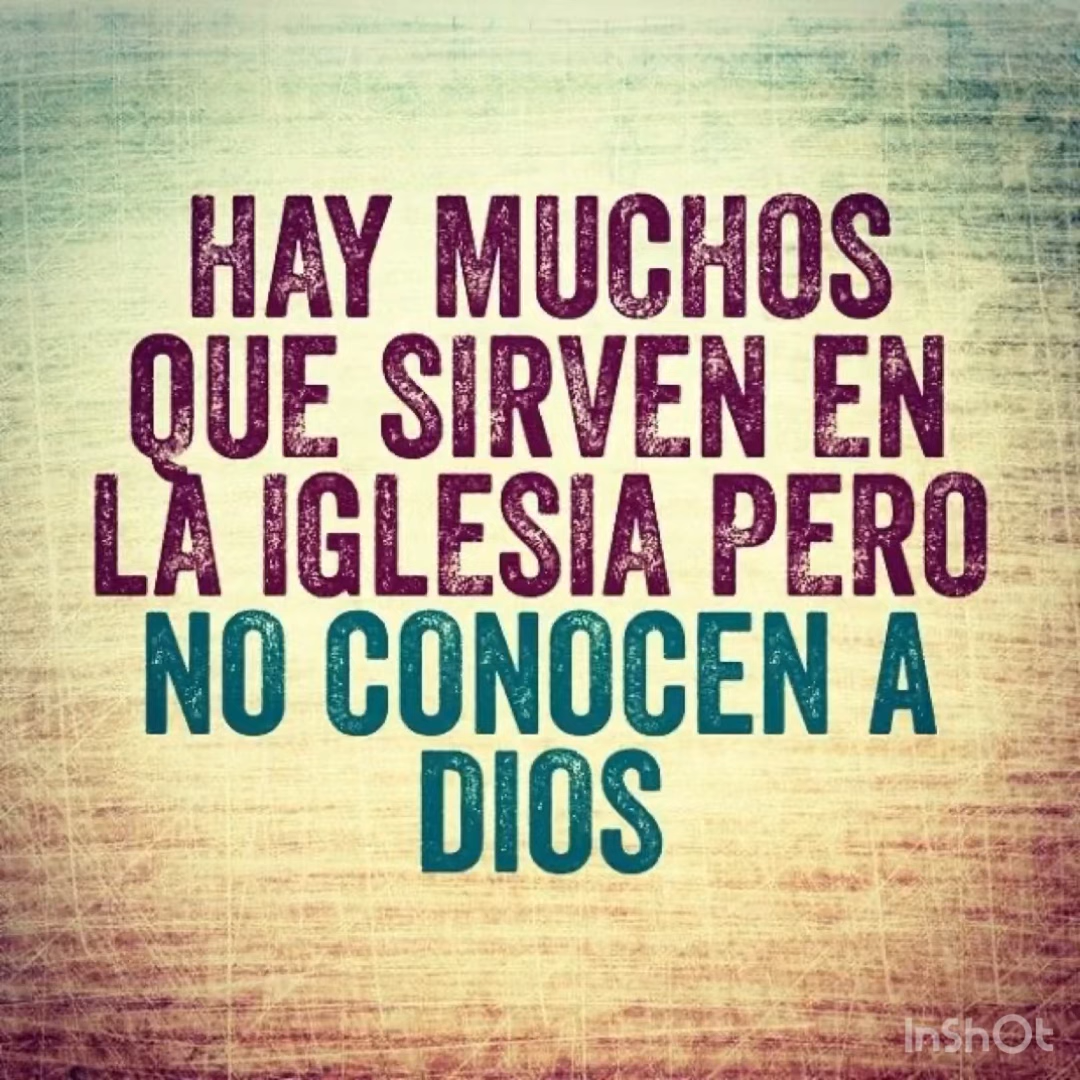 HAY MUCHOS
QUE SIRVEN EN
LA IGLESIA PERO
NO CONOCEN A
DIOS
InShOt